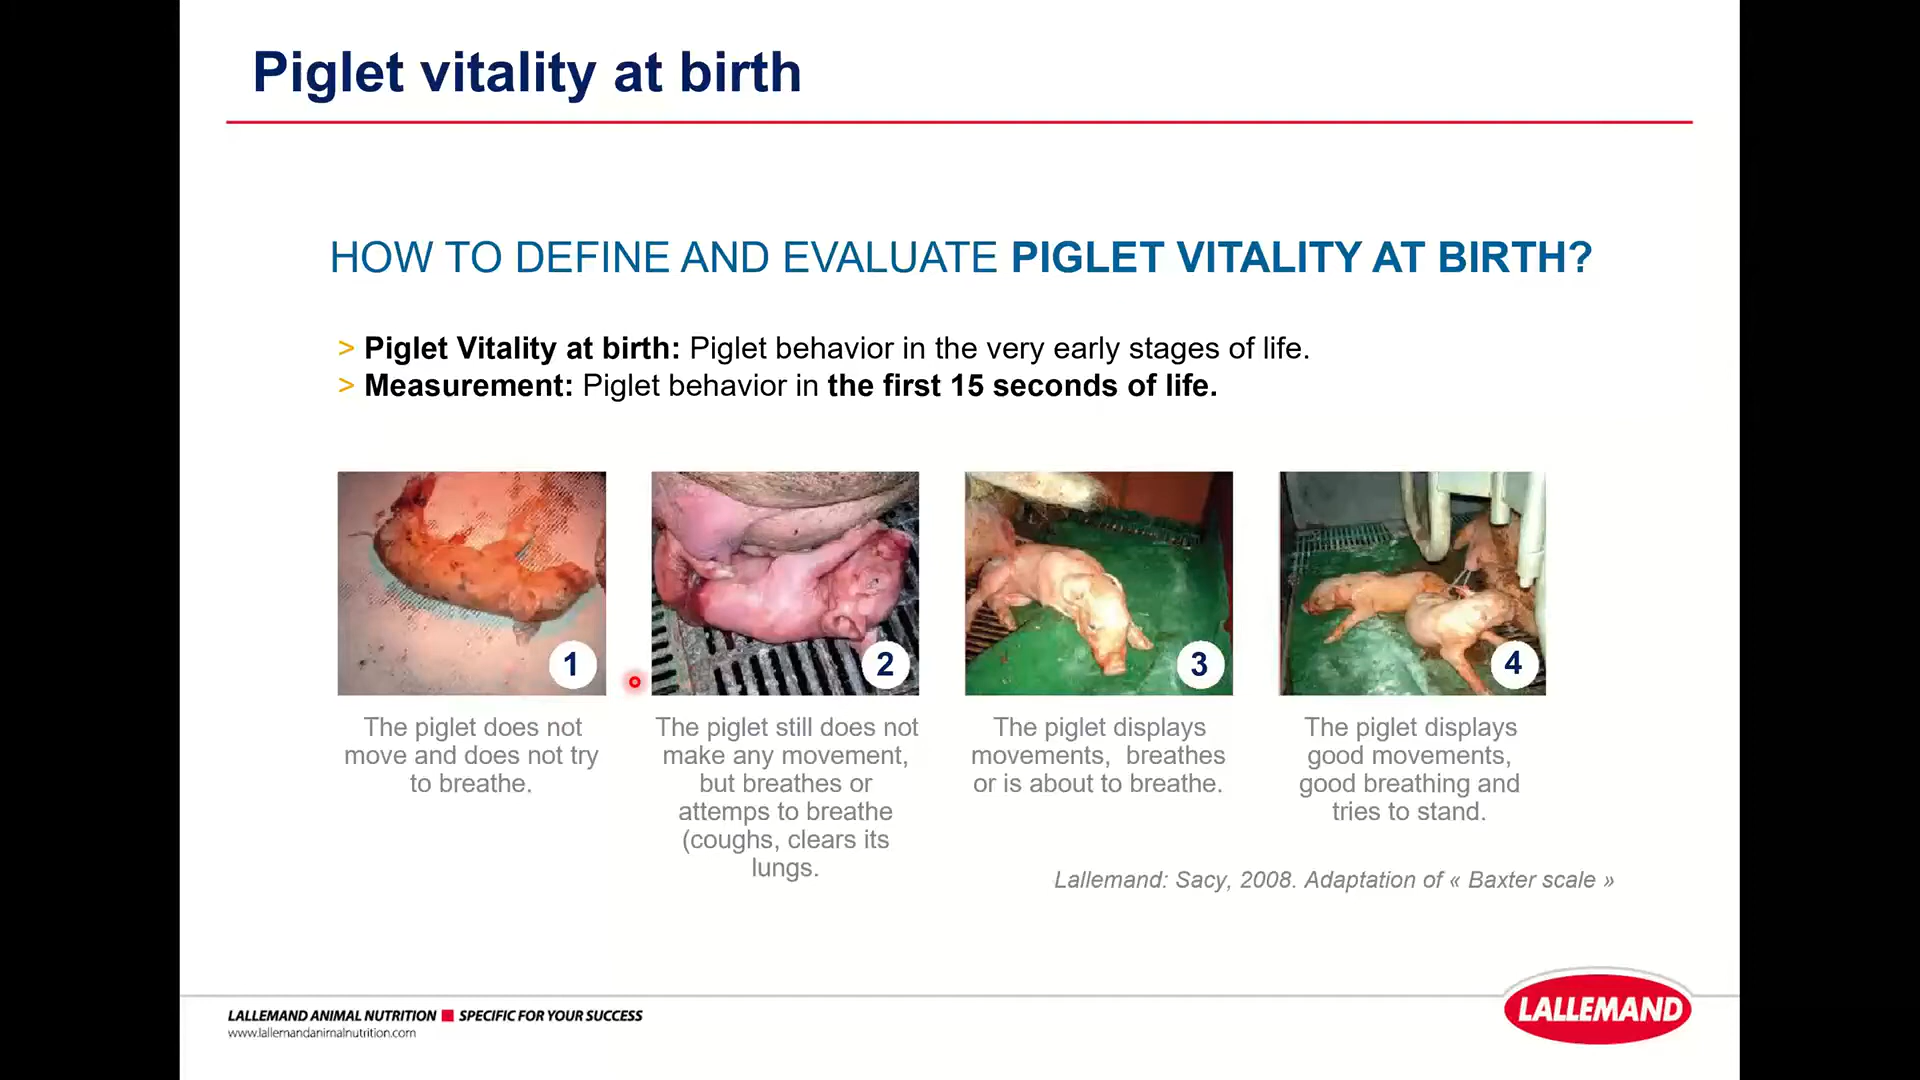 Piglet vitality at birth
HOW TO DEFINE AND EVALUATE PIGLET VITALITY AT BIRTH?
> Piglet Vitality at birth: Piglet behavior in the very early stages of life.
> Measurement: Piglet behavior in the first 15 seconds of life.
1
The piglet does not
move and does not try
to breathe.
2
The piglet still does not
make any movement,
but breathes or
attemps to breathe
(coughs, clears its
lungs.
3
The piglet displays
movements, breathes
or is about to breathe.
4
The piglet displays
good movements,
good breathing and
tries to stand.
Lallemand: Sacy, 2008. Adaptation of « Baxter scale »
LALLEMAND ANIMAL NUTRITION SPECIFIC FOR YOUR SUCCESS
www.lallemandanimalnutrition.com
LALLEMAND